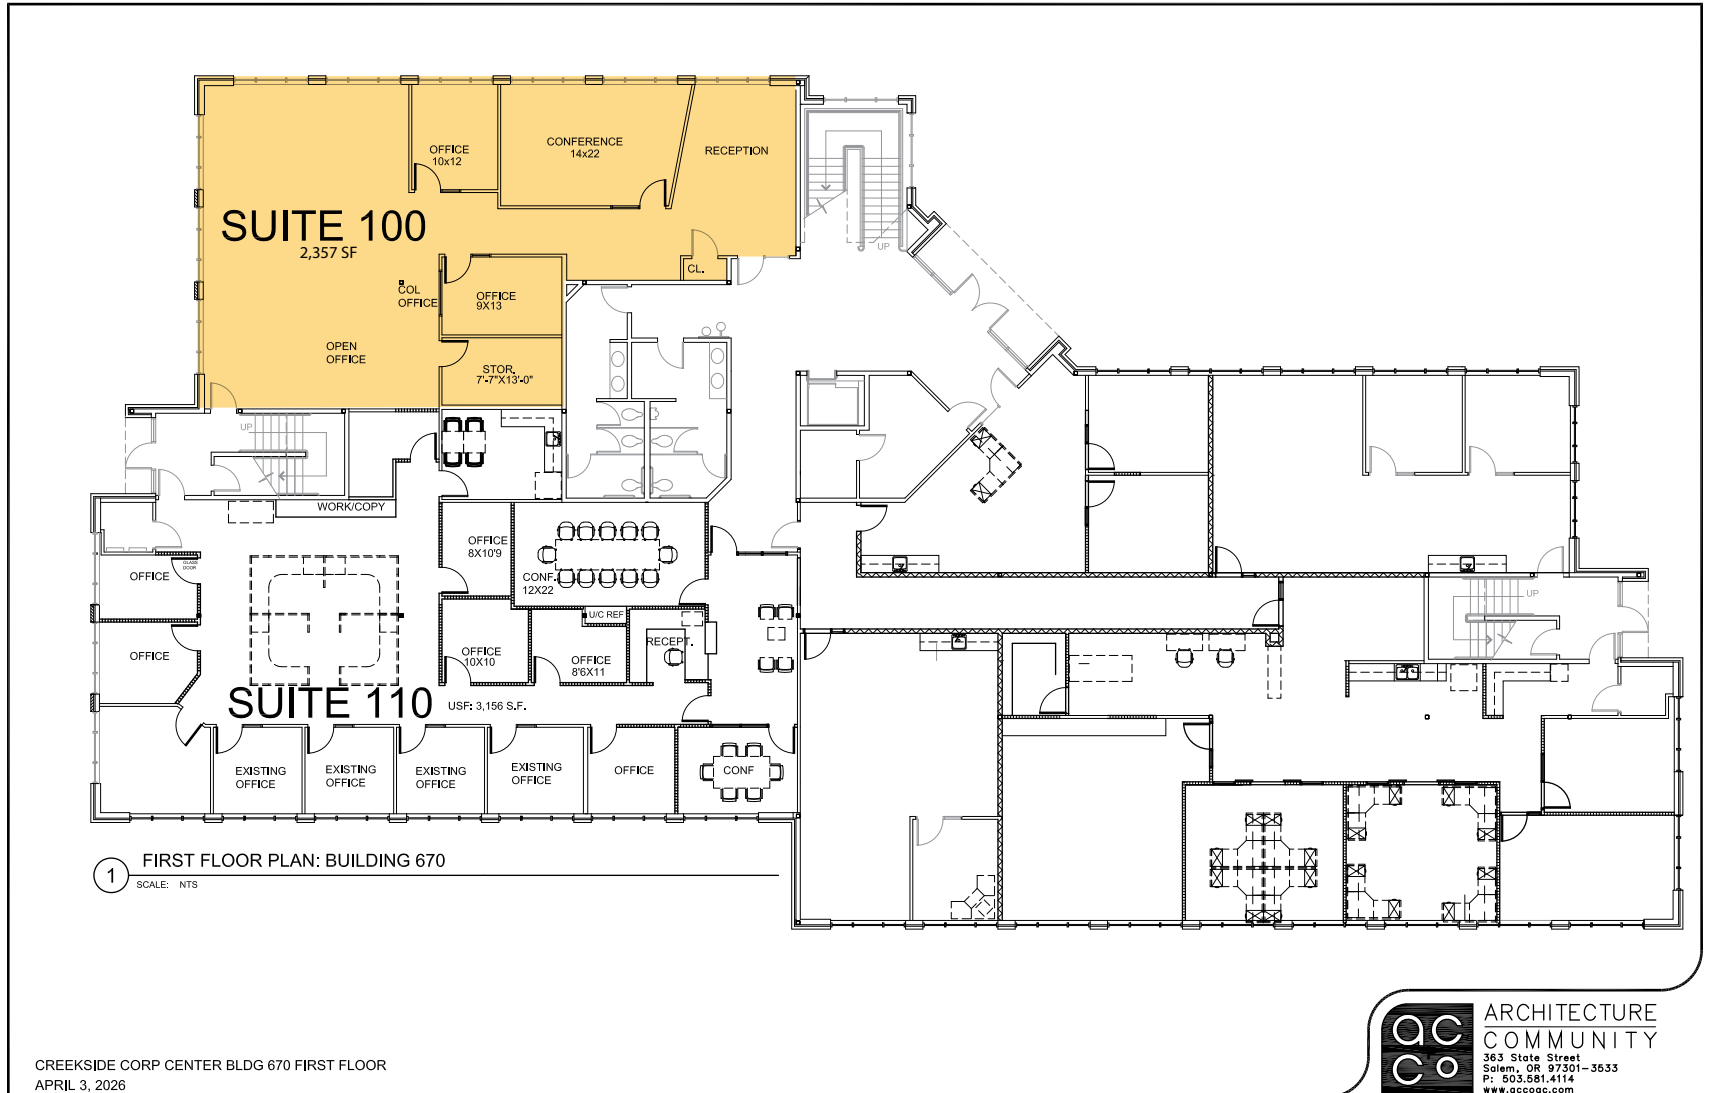 OFFICE
10x12
CONFERENCE
14x22
RECEPTION
SUITE 100
2,357 SF
UP
CL.
COL
OFFICE
OFFICE
9X13
OPEN
OFFICE
STOR.
7'-7"X13'-0"
UP
WORK/COPY
OFFICE
8X10'9
GLASS
DOOR
OFFICE
CONF.
12X22
UP
U/C REF
RECEPT.
OFFICE
OFFICE
10X10
OFFICE
8'6X11
SUITE 110
USF: 3,156 S.F.
EXISTING
OFFICE
EXISTING
OFFICE
EXISTING
OFFICE
EXISTING
OFFICE
OFFICE
CONF
1
FIRST FLOOR PLAN: BUILDING 670
SCALE: NTS
CREEKSIDE CORP CENTER BLDG 670 FIRST FLOOR
APRIL 3, 2026
ac
co
ARCHITECTURE
COMMUNITY
363 State Street
Salem, OR 97301-3533
P: 503.581.4114
www.accoac.com